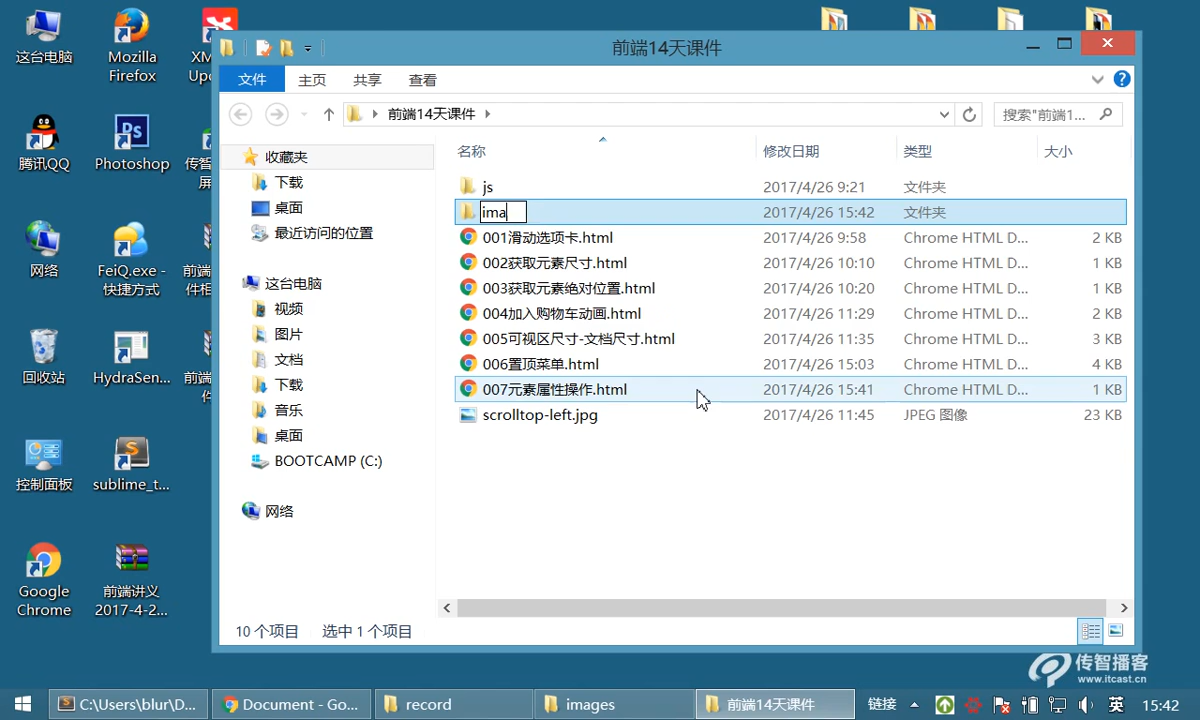 这台电脑
Mozilla
Firefox
腾讯QQ
Photoshop
网络
FeiQ.exe -
快捷方式
回收站
HydraSen...
控制面板
sublime_t...
Google
Chrome
前端讲义
2017-4-2...
前端14天课件
文件
主页
共享
查看
前端14天课件
搜索"前端1...
收藏夹
下载
桌面
最近访问的位置
这台电脑
视频
图片
文档
下载
音乐
桌面
BOOTCAMP (C:)
网络
名称 修改日期 类型 大小
js 2017/4/26 9:21 文件夹
ima 2017/4/26 15:42 文件夹
001滑动选项卡.html 2017/4/26 9:58 Chrome HTML D... 2 KB
002获取元素尺寸.html 2017/4/26 10:10 Chrome HTML D... 1 KB
003获取元素绝对位置.html 2017/4/26 10:20 Chrome HTML D... 1 KB
004加入购物车动画.html 2017/4/26 11:29 Chrome HTML D... 2 KB
005可视区尺寸-文档尺寸.html 2017/4/26 11:35 Chrome HTML D... 3 KB
006置顶菜单.html 2017/4/26 15:03 Chrome HTML D... 4 KB
007元素属性操作.html 2017/4/26 15:41 Chrome HTML D... 1 KB
scrolltop-left.jpg 2017/4/26 11:45 JPEG 图像 23 KB
10 个项目 选中 1 个项目
传智播客
www.itcast.cn
C:\Users\blur\D...
Document - Go...
record
images
前端14天课件
链接
英
15:42